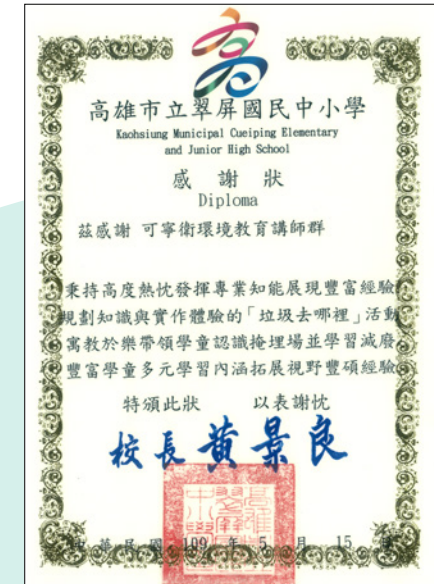 高雄市立翠屏國民中小學
Kaohsiung Municipal Cueiping Elementary
and Junior High School
感謝狀
Diploma
茲感謝 可寧衛環境教育講師群
秉持高度熱忱發揮專業知能展現豐富經驗
規劃知識與實作體驗的「垃圾去哪裡」活動
寓教於樂帶領學童認識掩埋場並學習減廢
豐富學童多元學習內涵拓展視野豐碩經驗
特頒此狀 以表謝忱
校長 黃景良
中華民國 109 年 5 月 15 日